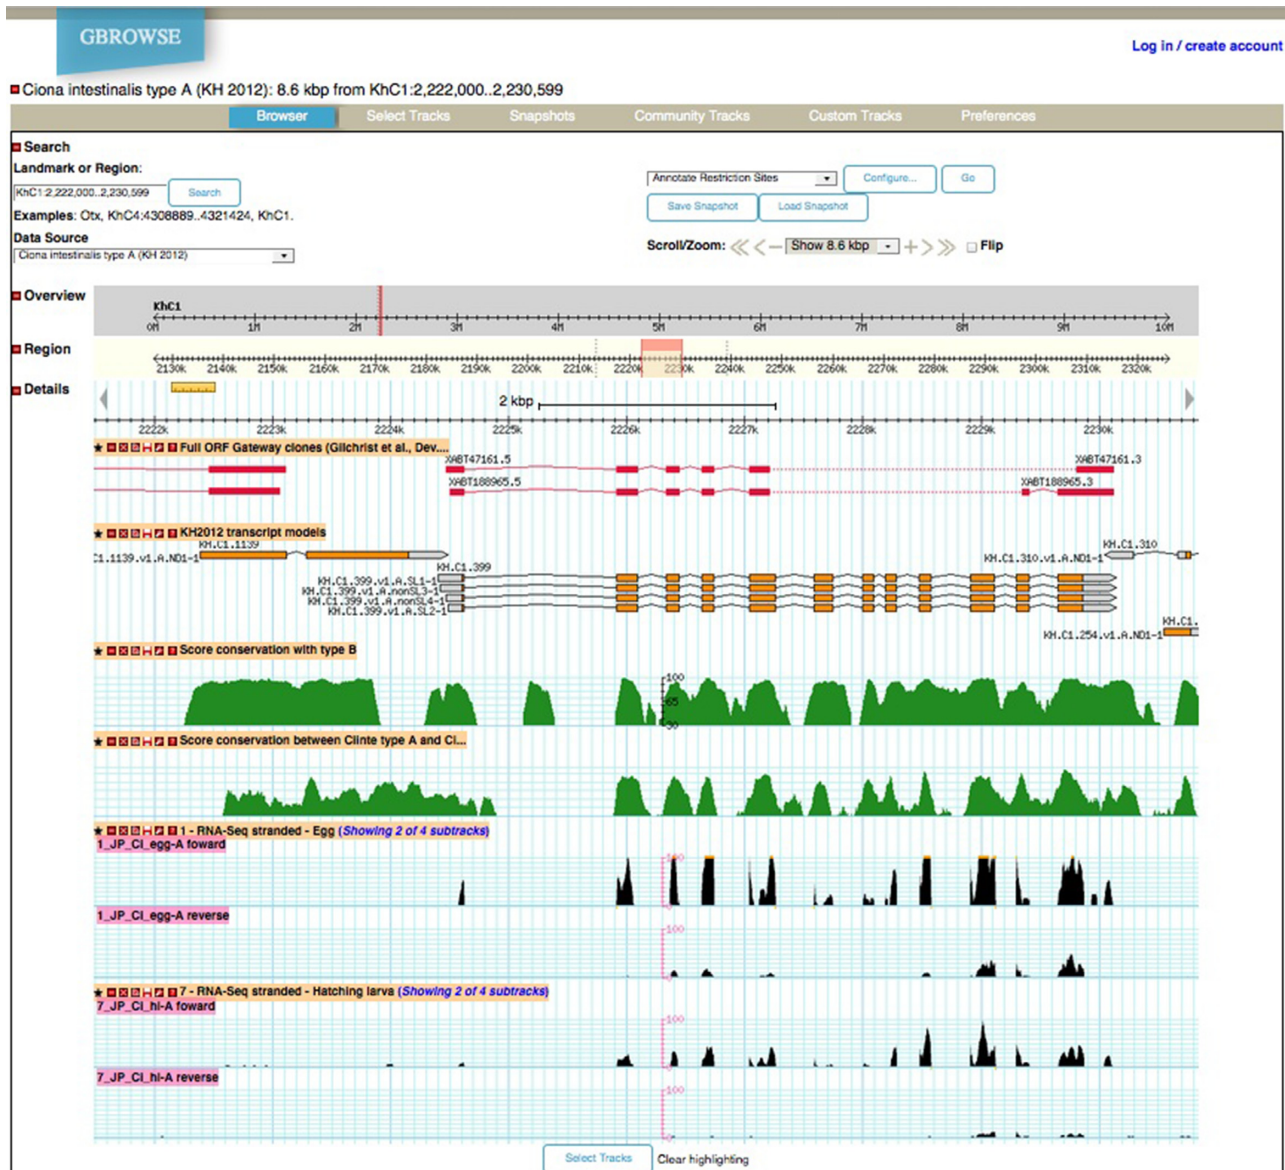 GBROWSE
Log in / create account
Ciona intestinalis type A (KH 2012): 8.6 kbp from KhC1:2,222,000..2,230,599
Browser Select Tracks Snapshots Community Tracks Custom Tracks Preferences
Search
Landmark or Region:
KhC1:2,222,000..2,230,599 Search
Annotate Restriction Sites Configure... Go
Save Snapshot Load Snapshot
Examples: Otx, KhC4:4308889..4321424, KhC1.
Data Source
Ciona intestinalis type A (KH 2012)
Scroll/Zoom: Show 8.6 kbp Flip
Overview
KhC1
0M 1M 2M 3M 4M 5M 6M 7M 8M 9M 10M
Region
2130k 2140k 2150k 2160k 2170k 2180k 2190k 2200k 2210k 2220k 2230k 2240k 2250k 2260k 2270k 2280k 2290k 2300k 2310k 2320k
Details
2 kbp
2222k 2223k 2224k 2225k 2226k 2227k 2228k 2229k 2230k
Full ORF Gateway clones (Gilchrist et al., Dev....
XABT47161.5 XABT47161.3
XABT188965.5 XABT188965.3
KH2012 transcript models
KH.C1.1139 KH.C1.310
C1.1139.v1.A.ND1-1 KH.C1.310.v1.A.ND1-1
KH.C1.399
KH.C1.399.v1.A.SL1-1
KH.C1.399.v1.A.nonSL3-1
KH.C1.399.v1.A.nonSL4-1
KH.C1.399.v1.A.SL2-1
KH.C1.
KH.C1.254.v1.A.ND1-1
Score conservation with type B
100
65
30
Score conservation between Cinte type A and Ci...
1 - RNA-Seq stranded - Egg (Showing 2 of 4 subtracks)
1_JP_CI_egg-A foward
100
1_JP_CI_egg-A reverse
100
7 - RNA-Seq stranded - Hatching larva (Showing 2 of 4 subtracks)
7_JP_CI_hl-A foward
100
7_JP_CI_hl-A reverse
100
Select Tracks Clear highlighting